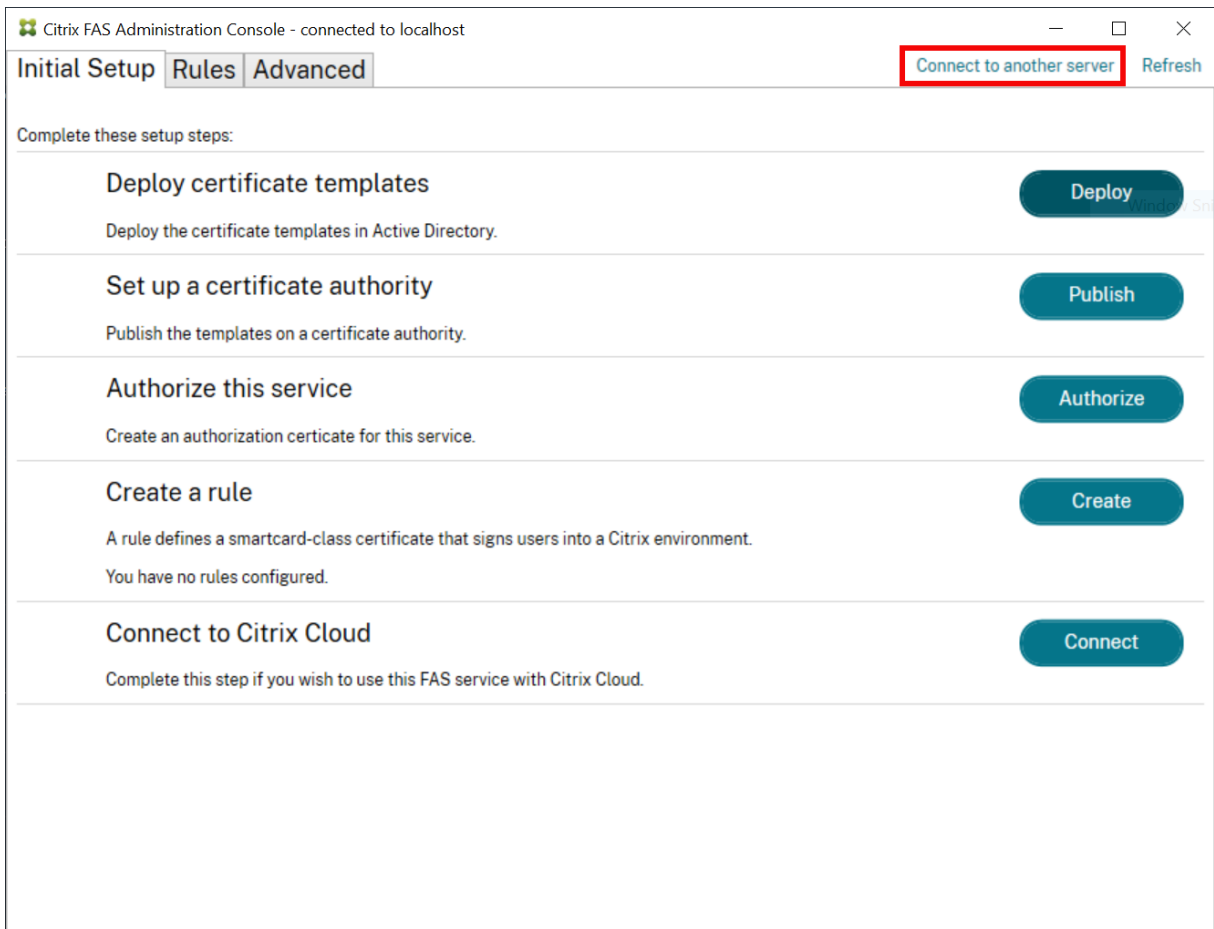 Citrix FAS Administration Console - connected to localhost
Initial Setup Rules Advanced Connect to another server Refresh
Complete these setup steps:
Deploy certificate templates
Deploy
Deploy the certificate templates in Active Directory.
Set up a certificate authority
Publish
Publish the templates on a certificate authority.
Authorize this service
Authorize
Create an authorization certicate for this service.
Create a rule
Create
A rule defines a smartcard-class certificate that signs users into a Citrix environment.
You have no rules configured.
Connect to Citrix Cloud
Connect
Complete this step if you wish to use this FAS service with Citrix Cloud.